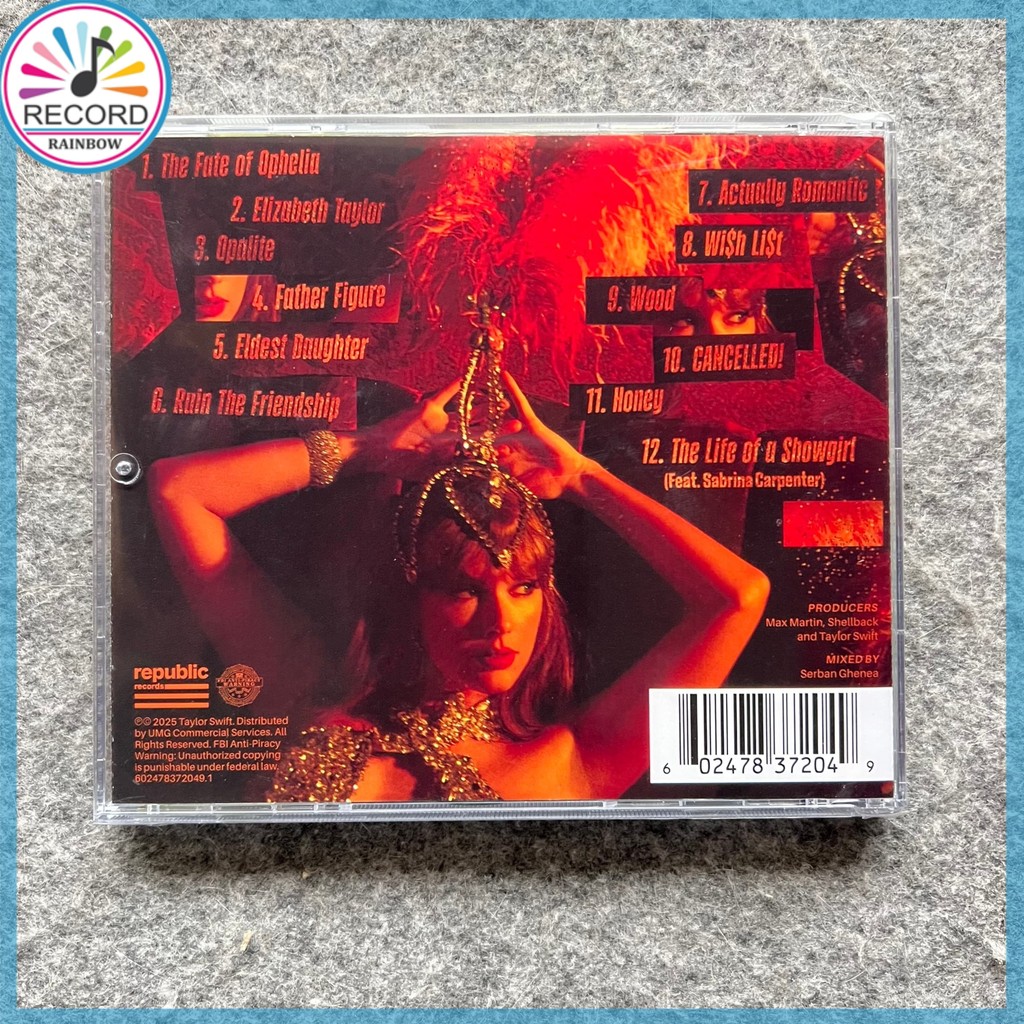 RECORD
RAINBOW
1. The Fate of Ophelia
2. Elizabeth Taylor
3. Opalite
4. Father Figure
5. Eldest Daughter
6. Ruin The Friendship
7. Actually Romantic
8. Wi$h Li$t
9. Wood
10. CANCELLED!
11. Honey
12. The Life of a Showgirl
(Feat. Sabrina Carpenter)
PRODUCERS
Max Martin, Shellback
and Taylor Swift
MIXED BY
Serban Ghenea
republic
records
FBI ANTI-PIRACY
WARNING
℗© 2025 Taylor Swift. Distributed
by UMG Commercial Services. All
Rights Reserved. FBI Anti-Piracy
Warning: Unauthorized copying
is punishable under federal law.
602478372049.1
6 02478 37204 9